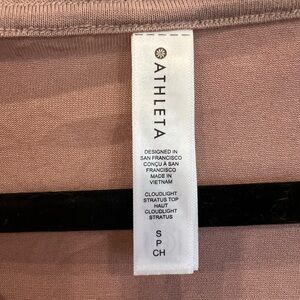 ATHLETA
DESIGNED IN
SAN FRANCISCO
CONÇU À SAN
FRANCISCO
MADE IN
VIETNAM
CLOUDLIGHT
STRATUS TOP
HAUT
CLOUDLIGHT
STRATUS
S
P
CH